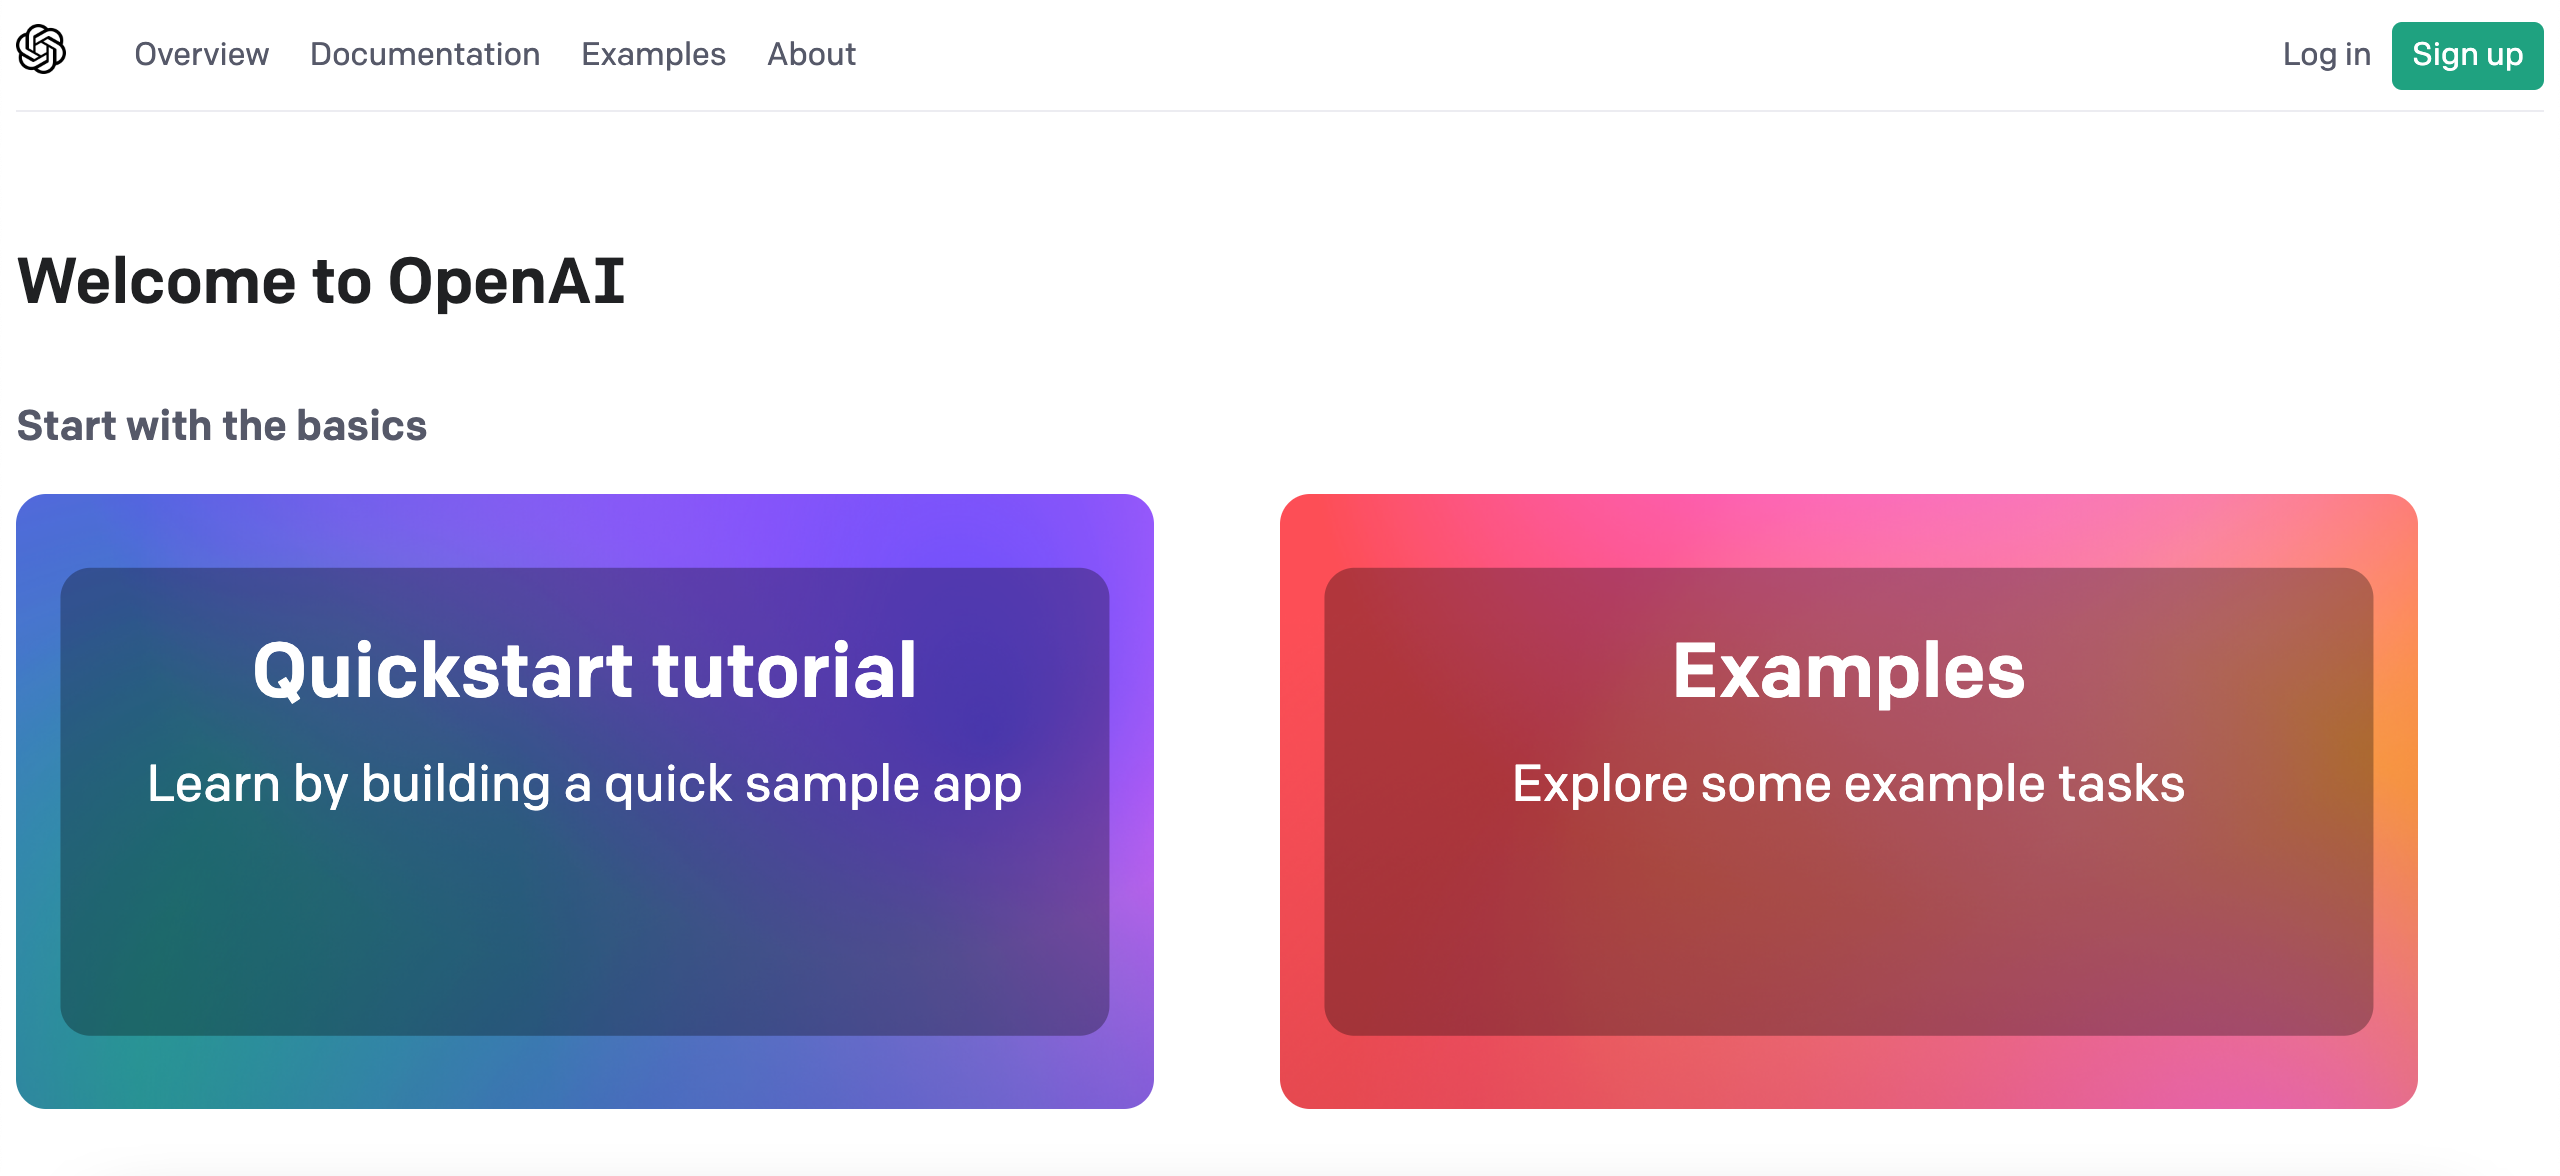 Overview Documentation Examples About Log in Sign up
Welcome to OpenAI
Start with the basics
Quickstart tutorial
Learn by building a quick sample app
Examples
Explore some example tasks